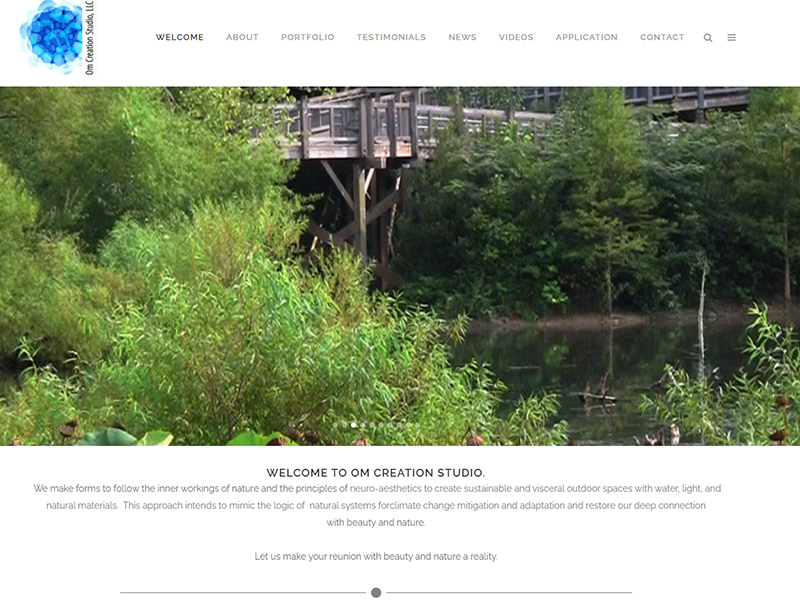 Om Creation Studio, LLC
WELCOME ABOUT PORTFOLIO TESTIMONIALS NEWS VIDEOS APPLICATION CONTACT
WELCOME TO OM CREATION STUDIO.
We make forms to follow the inner workings of nature and the principles of neuro-aesthetics to create sustainable and visceral outdoor spaces with water, light, and
natural materials. This approach intends to mimic the logic of natural systems forclimate change mitigation and adaptation and restore our deep connection
with beauty and nature.
Let us make your reunion with beauty and nature a reality.